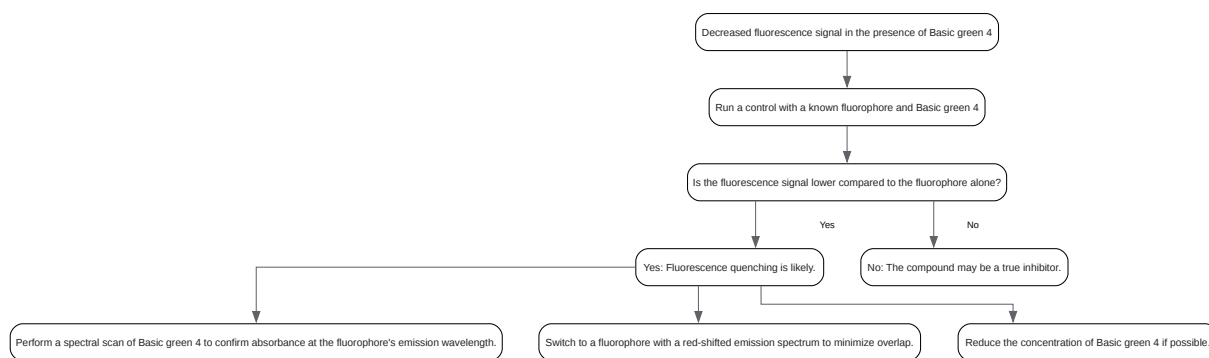 Decreased fluorescence signal in the presence of Basic green 4
Run a control with a known fluorophore and Basic green 4
Is the fluorescence signal lower compared to the fluorophore alone?
Yes
No
Yes: Fluorescence quenching is likely.
No: The compound may be a true inhibitor.
Perform a spectral scan of Basic green 4 to confirm absorbance at the fluorophore's emission wavelength.
Switch to a fluorophore with a red-shifted emission spectrum to minimize overlap.
Reduce the concentration of Basic green 4 if possible.